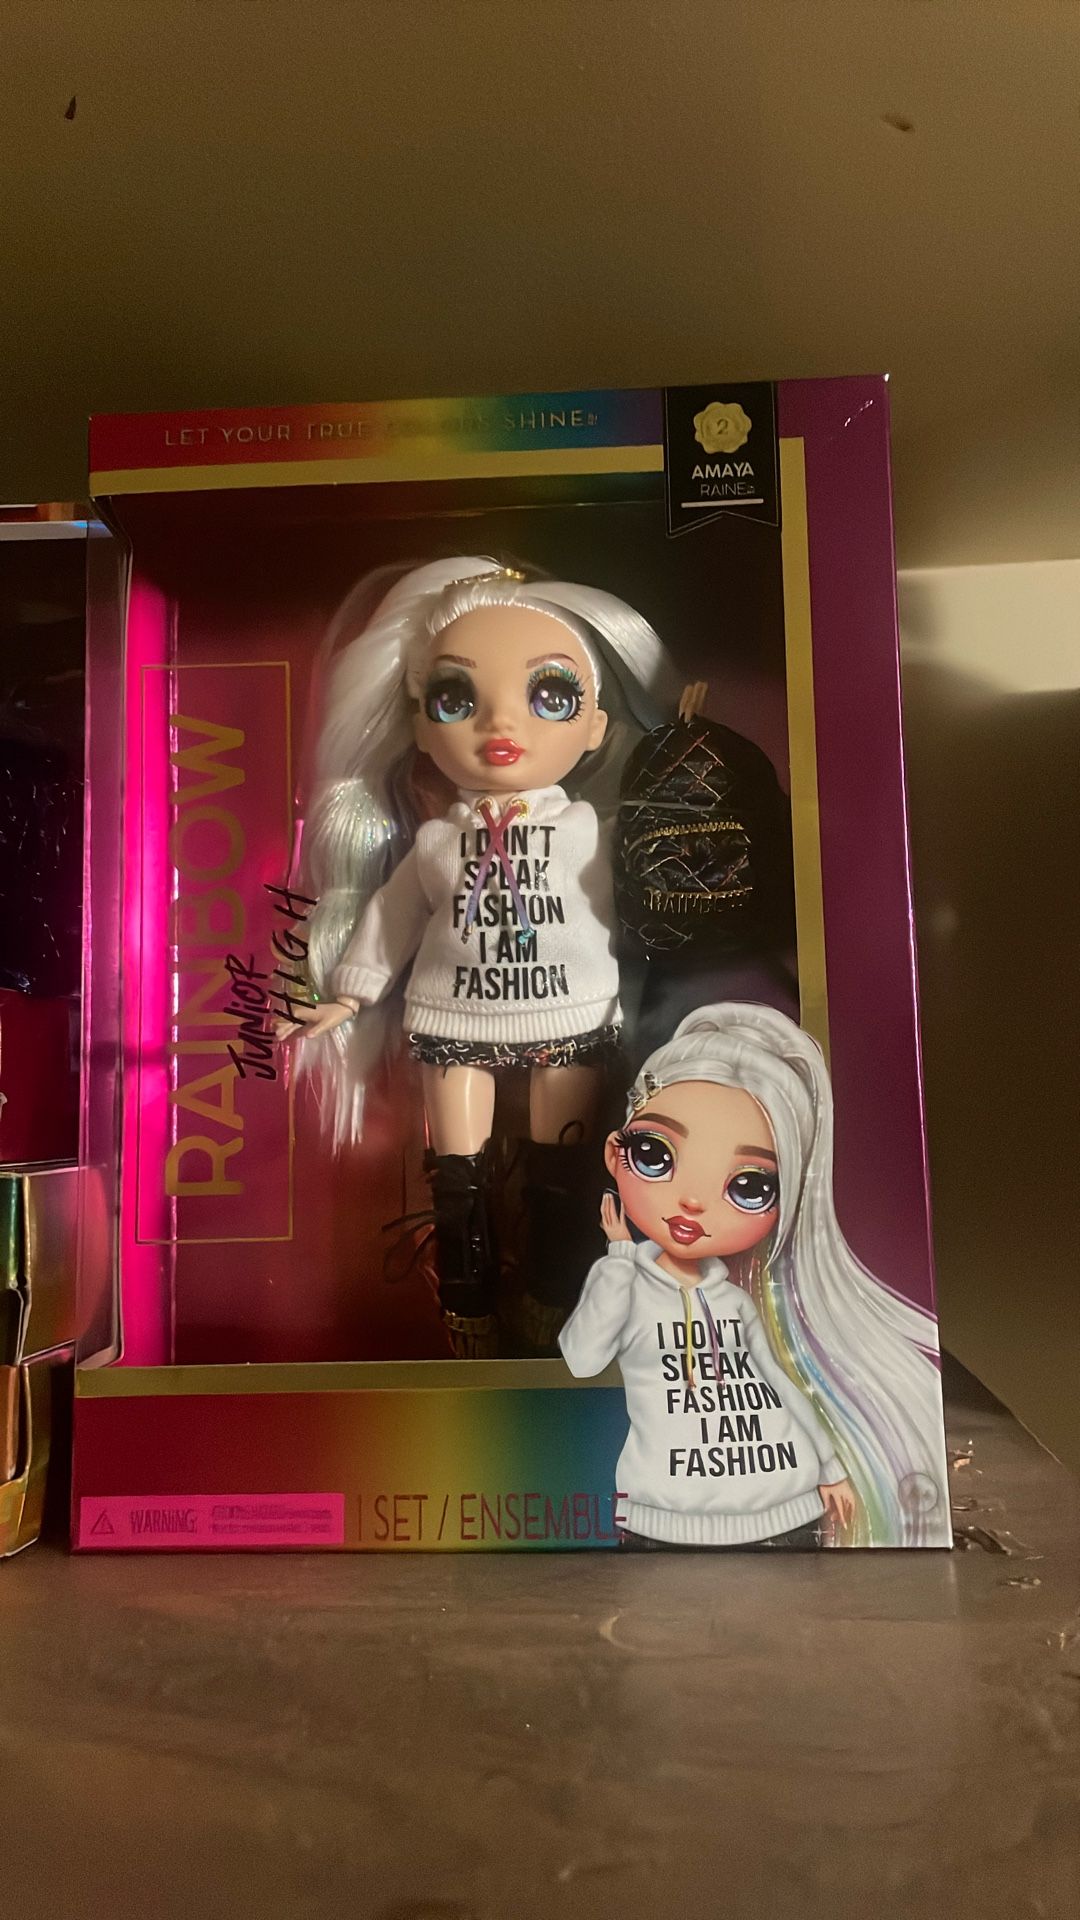 LET YOUR TRUE COLORS SHINE
2
AMAYA
RAINE
RAINBOW
JUNIOR
HIGH
I DON'T
SPEAK
FASHION
I AM
FASHION
RAINBOW
I DON'T
SPEAK
FASHION
I AM
FASHION
WARNING:
1 SET / ENSEMBLE